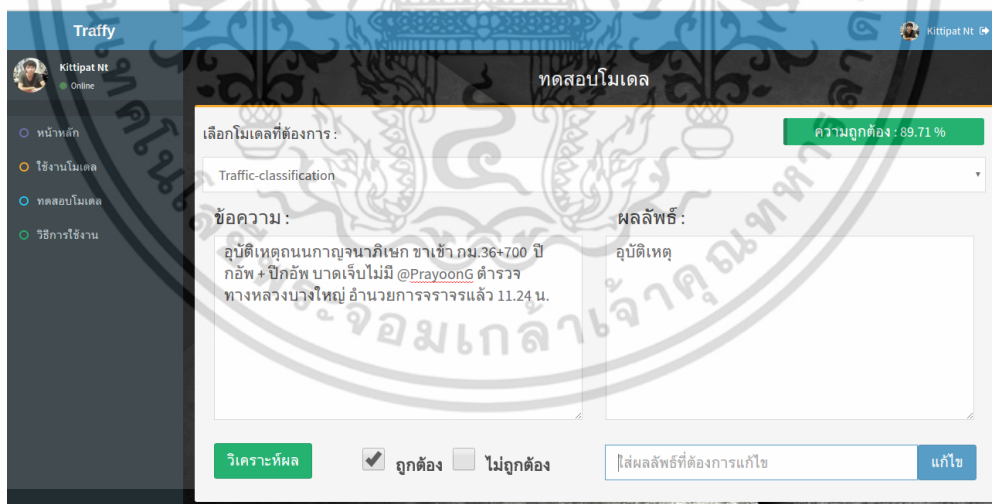 Traffy
Kittipat Nt
Kittipat Nt
Online
ทดสอบโมเดล
หน้าหลัก
ใช้งานโมเดล
ทดสอบโมเดล
วิธีการใช้งาน
เลือกโมเดลที่ต้องการ :
ความถูกต้อง : 89.71 %
Traffic-classification
ข้อความ :
ผลลัพธ์ :
อุบัติเหตุถนนกาญจนาภิเษก ขาเข้า กม.36+700 ปิ
กอัพ + ปิกอัพ บาดเจ็บไม่มี @PrayoonG ตำรวจ
ทางหลวงบางใหญ่ อำนวยการจราจรแล้ว 11.24 น.
อุบัติเหตุ
วิเคราะห์ผล
ถูกต้อง
ไม่ถูกต้อง
ใส่ผลลัพธ์ที่ต้องการแก้ไข
แก้ไข